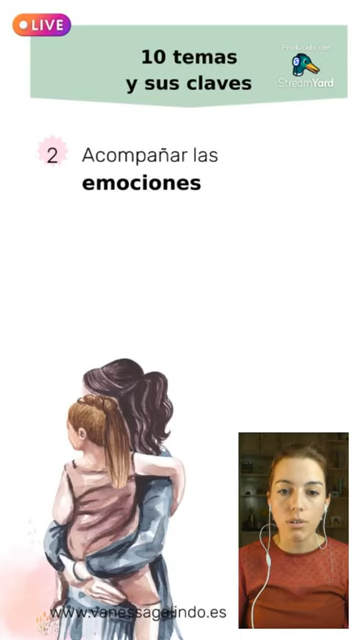 LIVE
10 temas
y sus claves
Producido con
StreamYard
2 Acompañar las
emociones
www.vanessagalindo.es